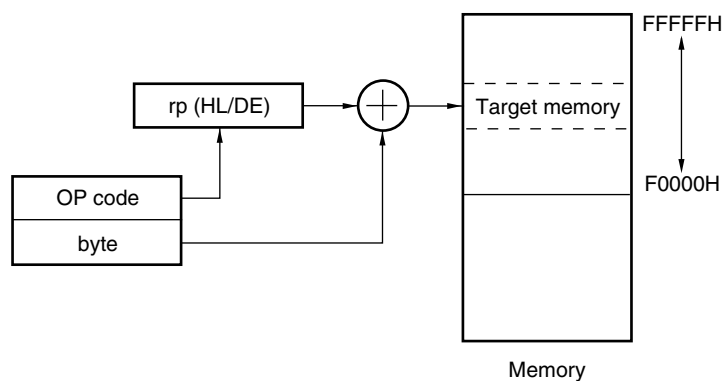 FFFFFH
rp (HL/DE)
Target memory
F0000H
OP code
byte
Memory